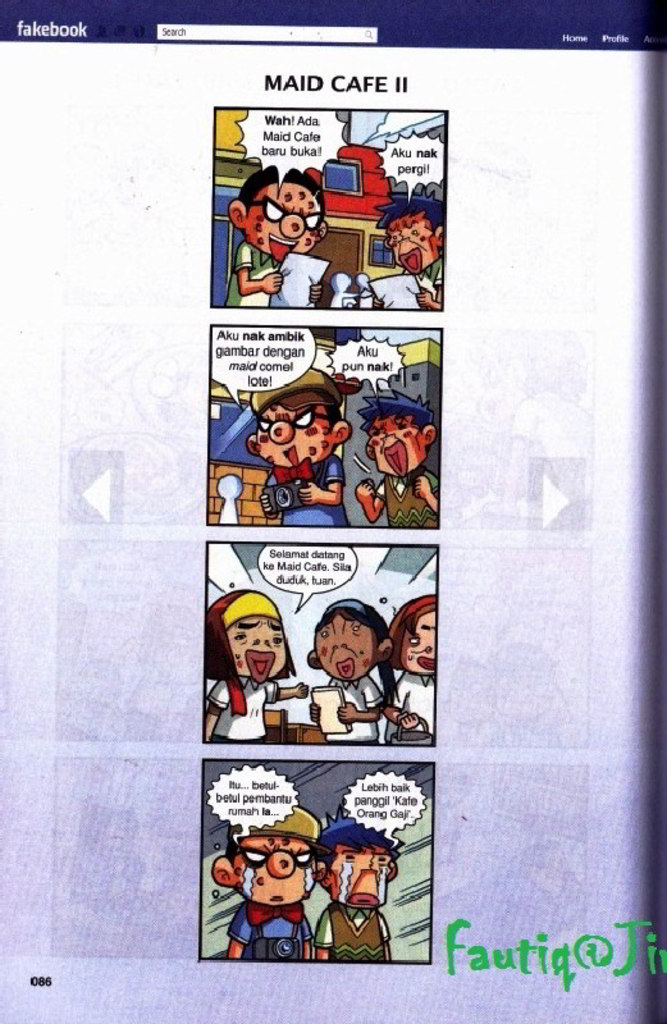 fakebook
Search
Home Profile
MAID CAFE II
Wah! Ada
Maid Cafe
baru buka!!
Aku nak
pergi!
Aku nak ambik
gambar dengan
maid comel
lote!
Aku
pun nak!
Selamat datang
ke Maid Cafe. Sila
duduk, tuan.
Itu... betul-
betul pembantu
rumah la...
Lebih baik
panggil 'Kafe
Orang Gaji'.
086